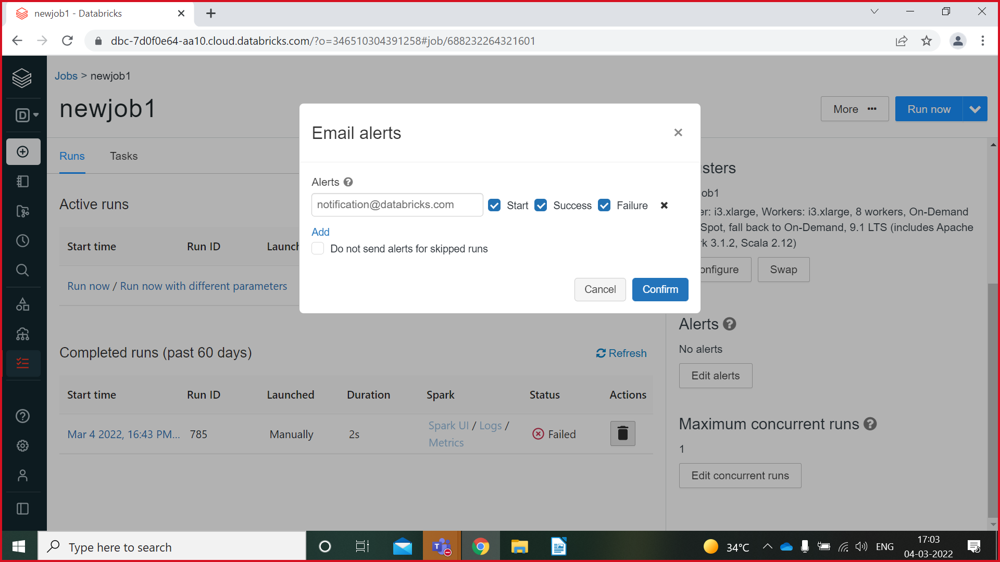 newjob1 - Databricks
dbc-7d0f0e64-aa10.cloud.databricks.com/?o=346510304391258#job/688232264321601
Jobs > newjob1
D
newjob1
More
Run now
Runs
Tasks
Active runs
Start time
Run ID
Launch
Run now / Run now with different parameters
Email alerts
Alerts
notification@databricks.com
Start
Success
Failure
Add
Do not send alerts for skipped runs
Cancel
Confirm
sters
ob1
er: i3.xlarge, Workers: i3.xlarge, 8 workers, On-Demand
Spot, fall back to On-Demand, 9.1 LTS (includes Apache
k 3.1.2, Scala 2.12)
onfigure
Swap
Alerts
No alerts
Edit alerts
Maximum concurrent runs
1
Edit concurrent runs
Completed runs (past 60 days)
Refresh
Start time
Run ID
Launched
Duration
Spark
Status
Actions
Mar 4 2022, 16:43 PM...
785
Manually
2s
Spark UI / Logs /
Metrics
Failed
Type here to search
34°C
ENG
17:03
04-03-2022